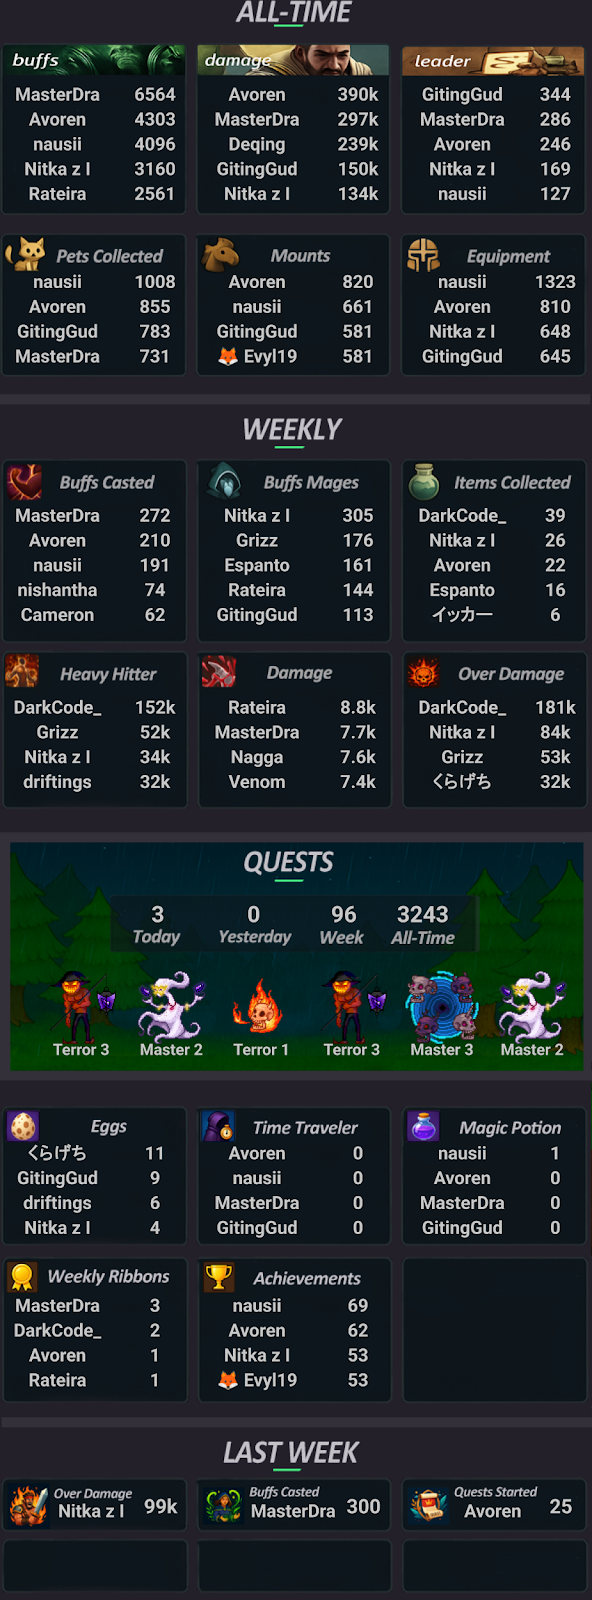 ALL-TIME
buffs
MasterDra 6564
Avoren 4303
nausii 4096
Nitka z I 3160
Rateira 2561
damage
Avoren 390k
MasterDra 297k
Deqing 239k
GitingGud 150k
Nitka z I 134k
leader
GitingGud 344
MasterDra 286
Avoren 246
Nitka z I 169
nausii 127
Pets Collected
nausii 1008
Avoren 855
GitingGud 783
MasterDra 731
Mounts
Avoren 820
nausii 661
GitingGud 581
🦊 Evyl19 581
Equipment
nausii 1323
Avoren 810
Nitka z I 648
GitingGud 645
WEEKLY
Buffs Casted
MasterDra 272
Avoren 210
nausii 191
nishantha 74
Cameron 62
Buffs Mages
Nitka z I 305
Grizz 176
Espanto 161
Rateira 144
GitingGud 113
Items Collected
DarkCode_ 39
Nitka z I 26
Avoren 22
Espanto 16
イッカー 6
Heavy Hitter
DarkCode_ 152k
Grizz 52k
Nitka z I 34k
driftings 32k
Damage
Rateira 8.8k
MasterDra 7.7k
Nagga 7.6k
Venom 7.4k
Over Damage
DarkCode_ 181k
Nitka z I 84k
Grizz 53k
くらげち 32k
QUESTS
3 0 96 3243
Today Yesterday Week All-Time
Terror 3 Master 2 Terror 1 Terror 3 Master 3 Master 2
Eggs
くらげち 11
GitingGud 9
driftings 6
Nitka z I 4
Time Traveler
Avoren 0
nausii 0
MasterDra 0
GitingGud 0
Magic Potion
nausii 1
Avoren 0
MasterDra 0
GitingGud 0
Weekly Ribbons
MasterDra 3
DarkCode_ 2
Avoren 1
Rateira 1
Achievements
nausii 69
Avoren 62
Nitka z I 53
🦊 Evyl19 53
LAST WEEK
Over Damage
Nitka z I 99k
Buffs Casted
MasterDra 300
Quests Started
Avoren 25